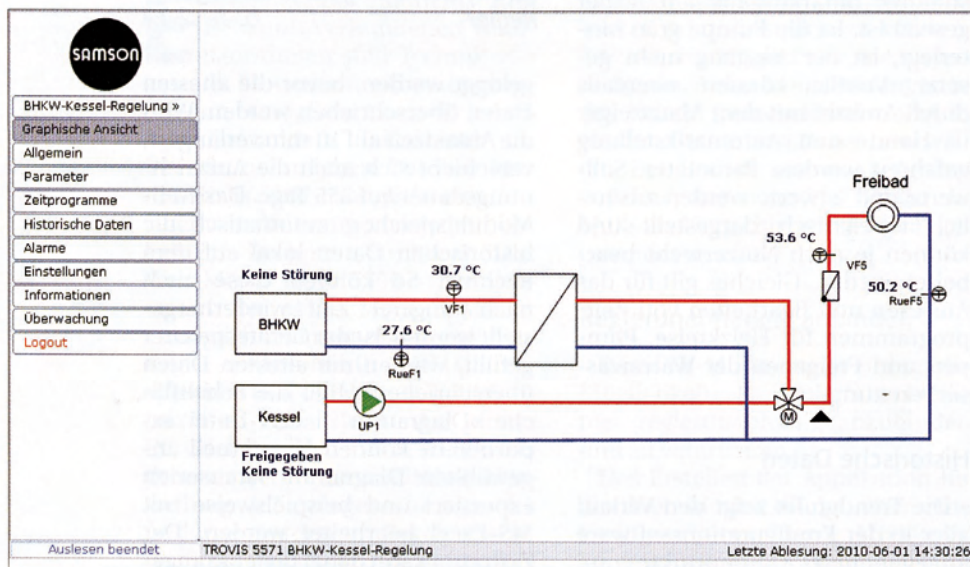 SAMSON
BHKW-Kessel-Regelung »
Graphische Ansicht
Allgemein
Parameter
Zeitprogramme
Historische Daten
Alarme
Einstellungen
Informationen
Überwachung
Logout
Freibad
53.6 °C
VF5
50.2 °C
RueF5
Keine Störung
30.7 °C
VF1
BHKW
27.6 °C
RueF1
Kessel
UP1
M
Freigegeben
Keine Störung
Auslesen beendet
TROVIS 5571 BHKW-Kessel-Regelung
Letzte Ablesung: 2010-06-01 14:30:26